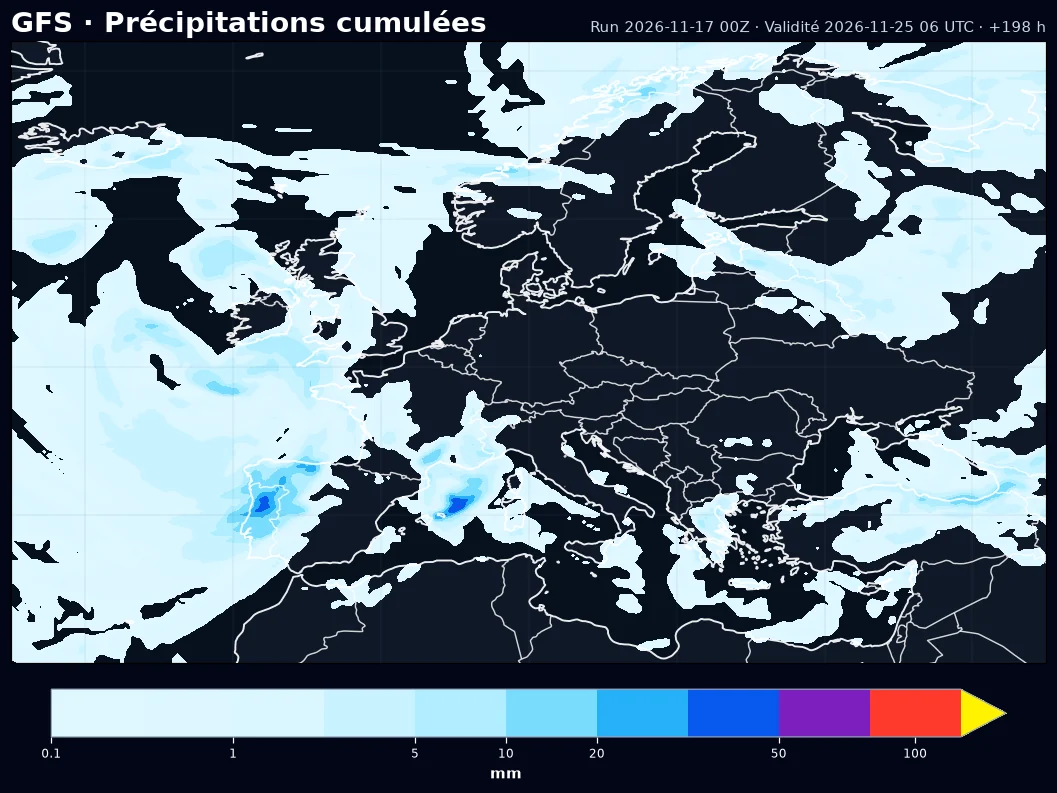 GFS · Précipitations cumulées
Run 2026-11-17 00Z · Validité 2026-11-25 06 UTC · +198 h
0.1 1 5 10 20 50 100
mm